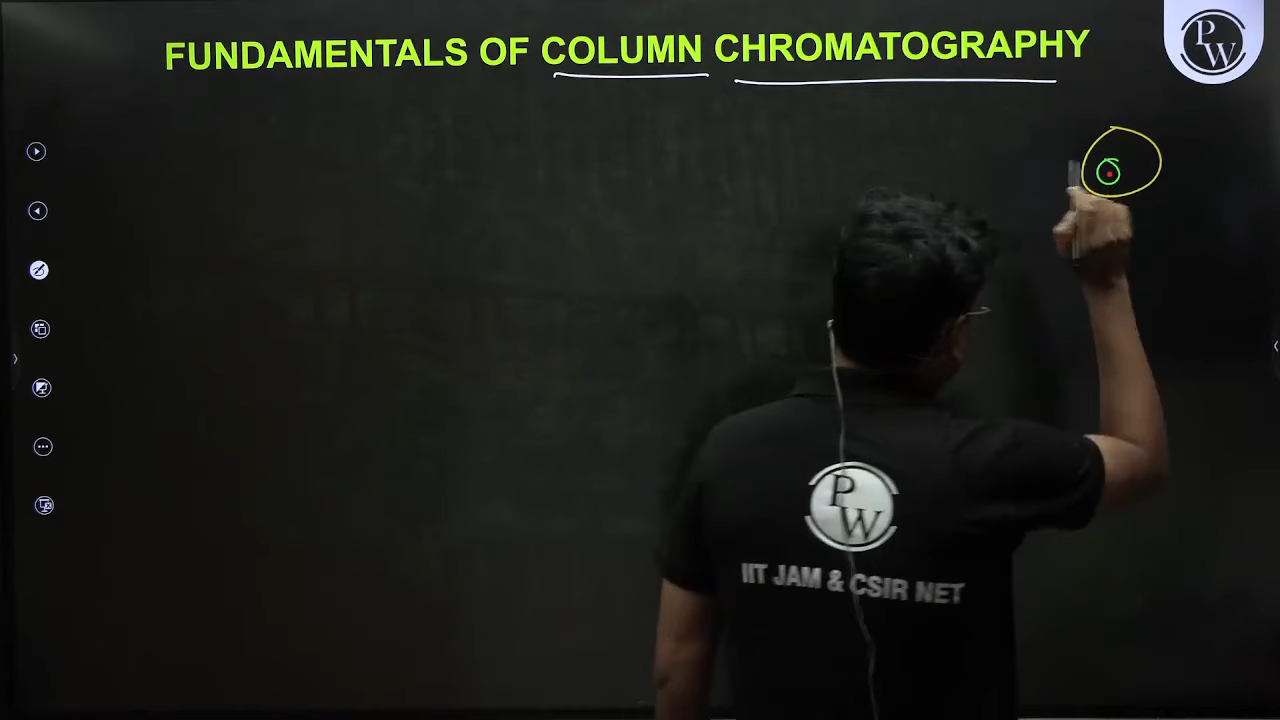 FUNDAMENTALS OF COLUMN CHROMATOGRAPHY
PW
PW
IIT JAM & CSIR NET